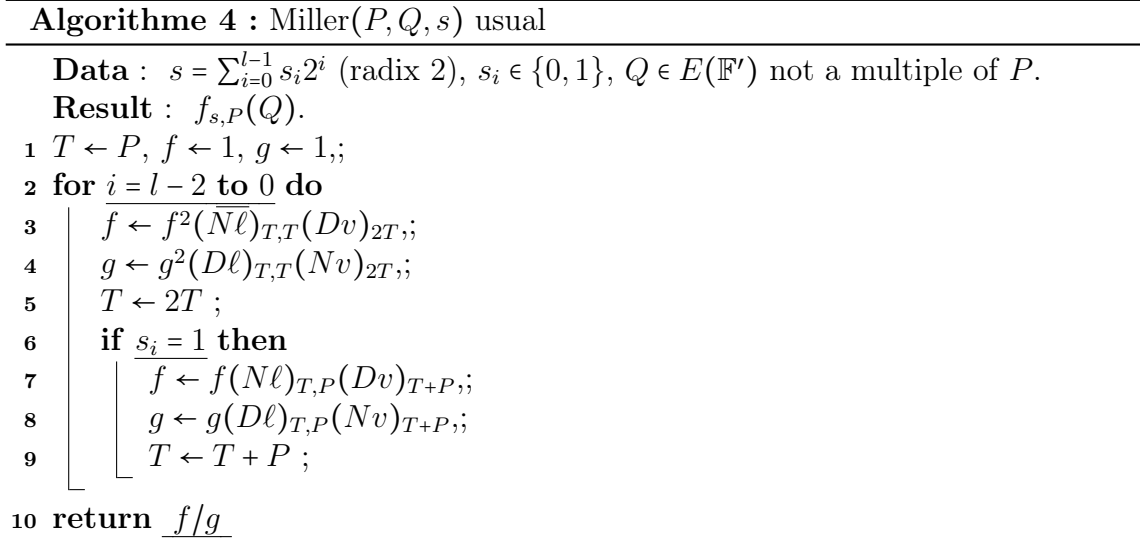 Algorithme 4 : Miller(P, Q, s) usual
Data : s = ∑_{i=0}^{l−1} s_i 2^i (radix 2), s_i ∈ {0, 1}, Q ∈ E(𝔽′) not a multiple of P.
Result : f_{s,P}(Q).
1 T ← P, f ← 1, g ← 1,;
2 for i = l − 2 to 0 do
3 f ← f²(Nℓ)_{T,T}(Dv)_{2T},;
4 g ← g²(Dℓ)_{T,T}(Nv)_{2T},;
5 T ← 2T ;
6 if s_i = 1 then
7 f ← f(Nℓ)_{T,P}(Dv)_{T+P},;
8 g ← g(Dℓ)_{T,P}(Nv)_{T+P},;
9 T ← T + P ;
10 return f/g